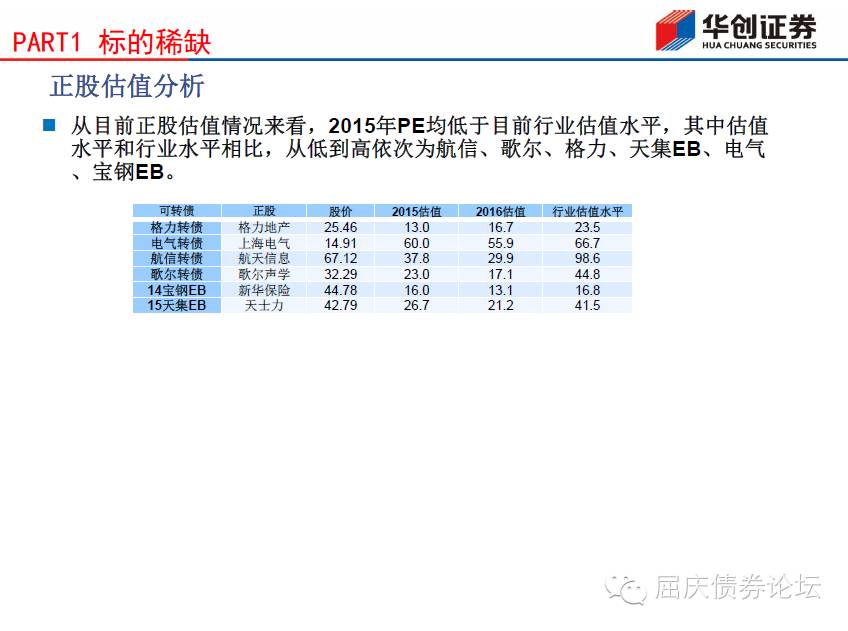 PART1 标的稀缺
华创证券
HUA CHUANG SECURITIES
正股估值分析
从目前正股估值情况来看，2015年PE均低于目前行业估值水平，其中估值
水平和行业水平相比，从低到高依次为航信、歌尔、格力、天集EB、电气
、宝钢EB。
可转债 正股 股价 2015估值 2016估值 行业估值水平
格力转债 格力地产 25.46 13.0 16.7 23.5
电气转债 上海电气 14.91 60.0 55.9 66.7
航信转债 航天信息 67.12 37.8 29.9 98.6
歌尔转债 歌尔声学 32.29 23.0 17.1 44.8
14宝钢EB 新华保险 44.78 16.0 13.1 16.8
15天集EB 天士力 42.79 26.7 21.2 41.5
屈庆债券论坛